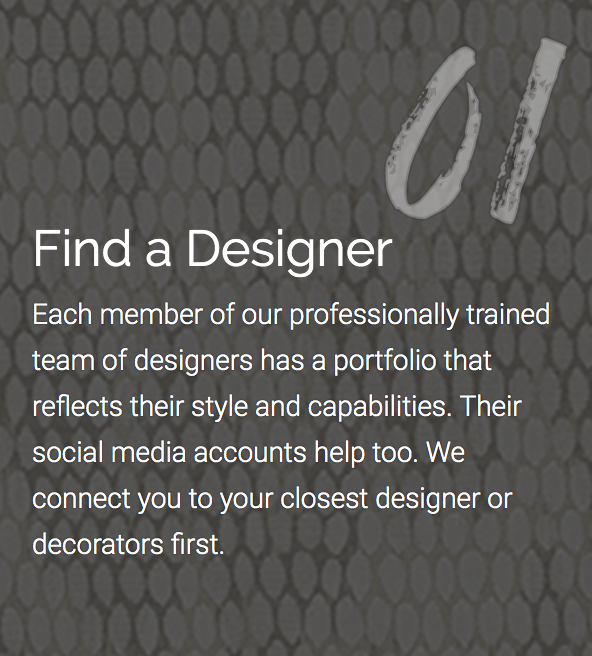 01
Find a Designer
Each member of our professionally trained
team of designers has a portfolio that
reflects their style and capabilities. Their
social media accounts help too. We
connect you to your closest designer or
decorators first.